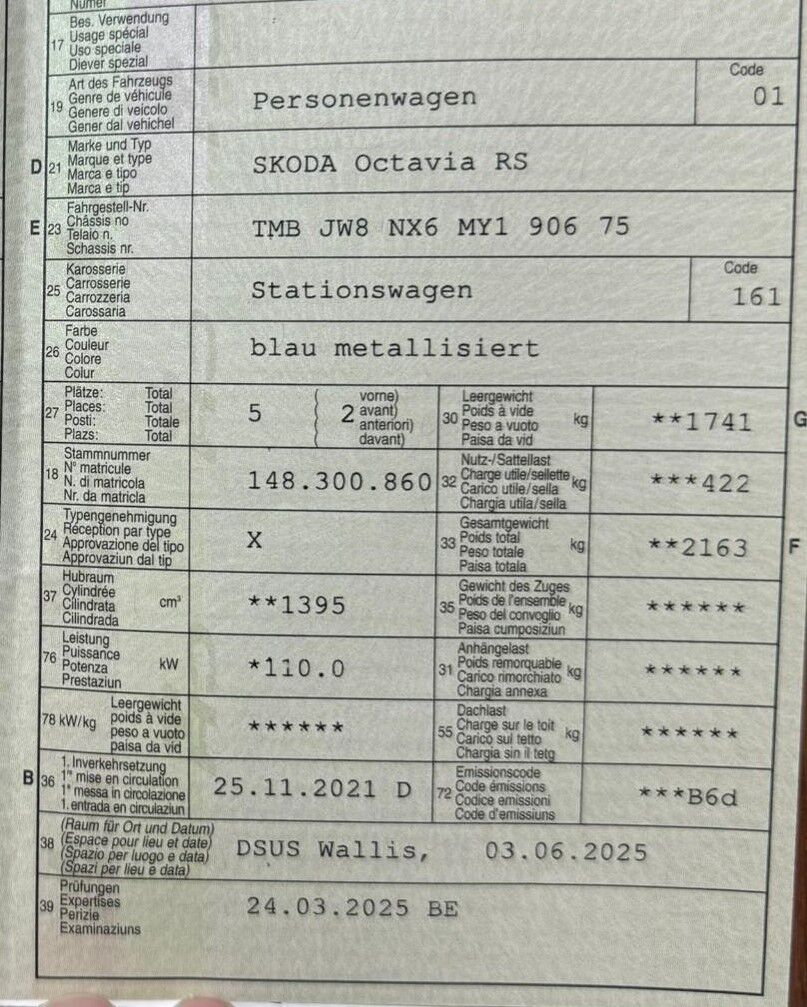 Numer
17 Bes. Verwendung
Usage spécial
Uso speciale
Diever spezial
19 Art des Fahrzeugs
Genre de véhicule
Genere di veicolo
Gener dal vehichel
Personenwagen
Code
01
D 21 Marke und Typ
Marque et type
Marca e tipo
Marca e tip
SKODA Octavia RS
E 23 Fahrgestell-Nr.
Châssis no
Telaio n.
Schassis nr.
TMB JW8 NX6 MY1 906 75
25 Karosserie
Carrosserie
Carrozzeria
Carossaria
Stationswagen
Code
161
26 Farbe
Couleur
Colore
Colur
blau metallisiert
27 Plätze: Total
Places: Total
Posti: Totale
Plazs: Total
5
( 2 vorne)
avant)
anteriori)
davant)
30 Leergewicht
Poids à vide
Peso a vuoto
Paisa da vid
kg
**1741
G
18 Stammnummer
N° matricule
N. di matricola
Nr. da matricla
148.300.860
32 Nutz-/Sattellast
Charge utile/sellette
Carico utile/sella
Chargia utila/sella
kg
***422
24 Typengenehmigung
Réception par type
Approvazione del tipo
Approvaziun dal tip
X
33 Gesamtgewicht
Poids total
Peso totale
Paisa totala
kg
**2163
F
37 Hubraum
Cylindrée
Cilindrata
Cilindrada
cm³
**1395
35 Gewicht des Zuges
Poids de l'ensemble
Peso del convoglio
Paisa cumposiziun
kg
******
76 Leistung
Puissance
Potenza
Prestaziun
kW
*110.0
31 Anhängelast
Poids remorquable
Carico rimorchiato
Chargia annexa
kg
******
78 kW/kg Leergewicht
poids à vide
peso a vuoto
paisa da vid
******
55 Dachlast
Charge sur le toit
Carico sul tetto
Chargia sin il tetg
kg
******
B 36 1. Inverkehrsetzung
1re mise en circulation
1a messa in circolazione
1. entrada en circulaziun
25.11.2021 D
72 Emissionscode
Code émissions
Codice emissioni
Code d'emissiuns
***B6d
38 (Raum für Ort und Datum)
(Espace pour lieu et date)
(Spazio per luogo e data)
(Spazi per lieu e data)
DSUS Wallis, 03.06.2025
39 Prüfungen
Expertises
Perizie
Examinaziuns
24.03.2025 BE